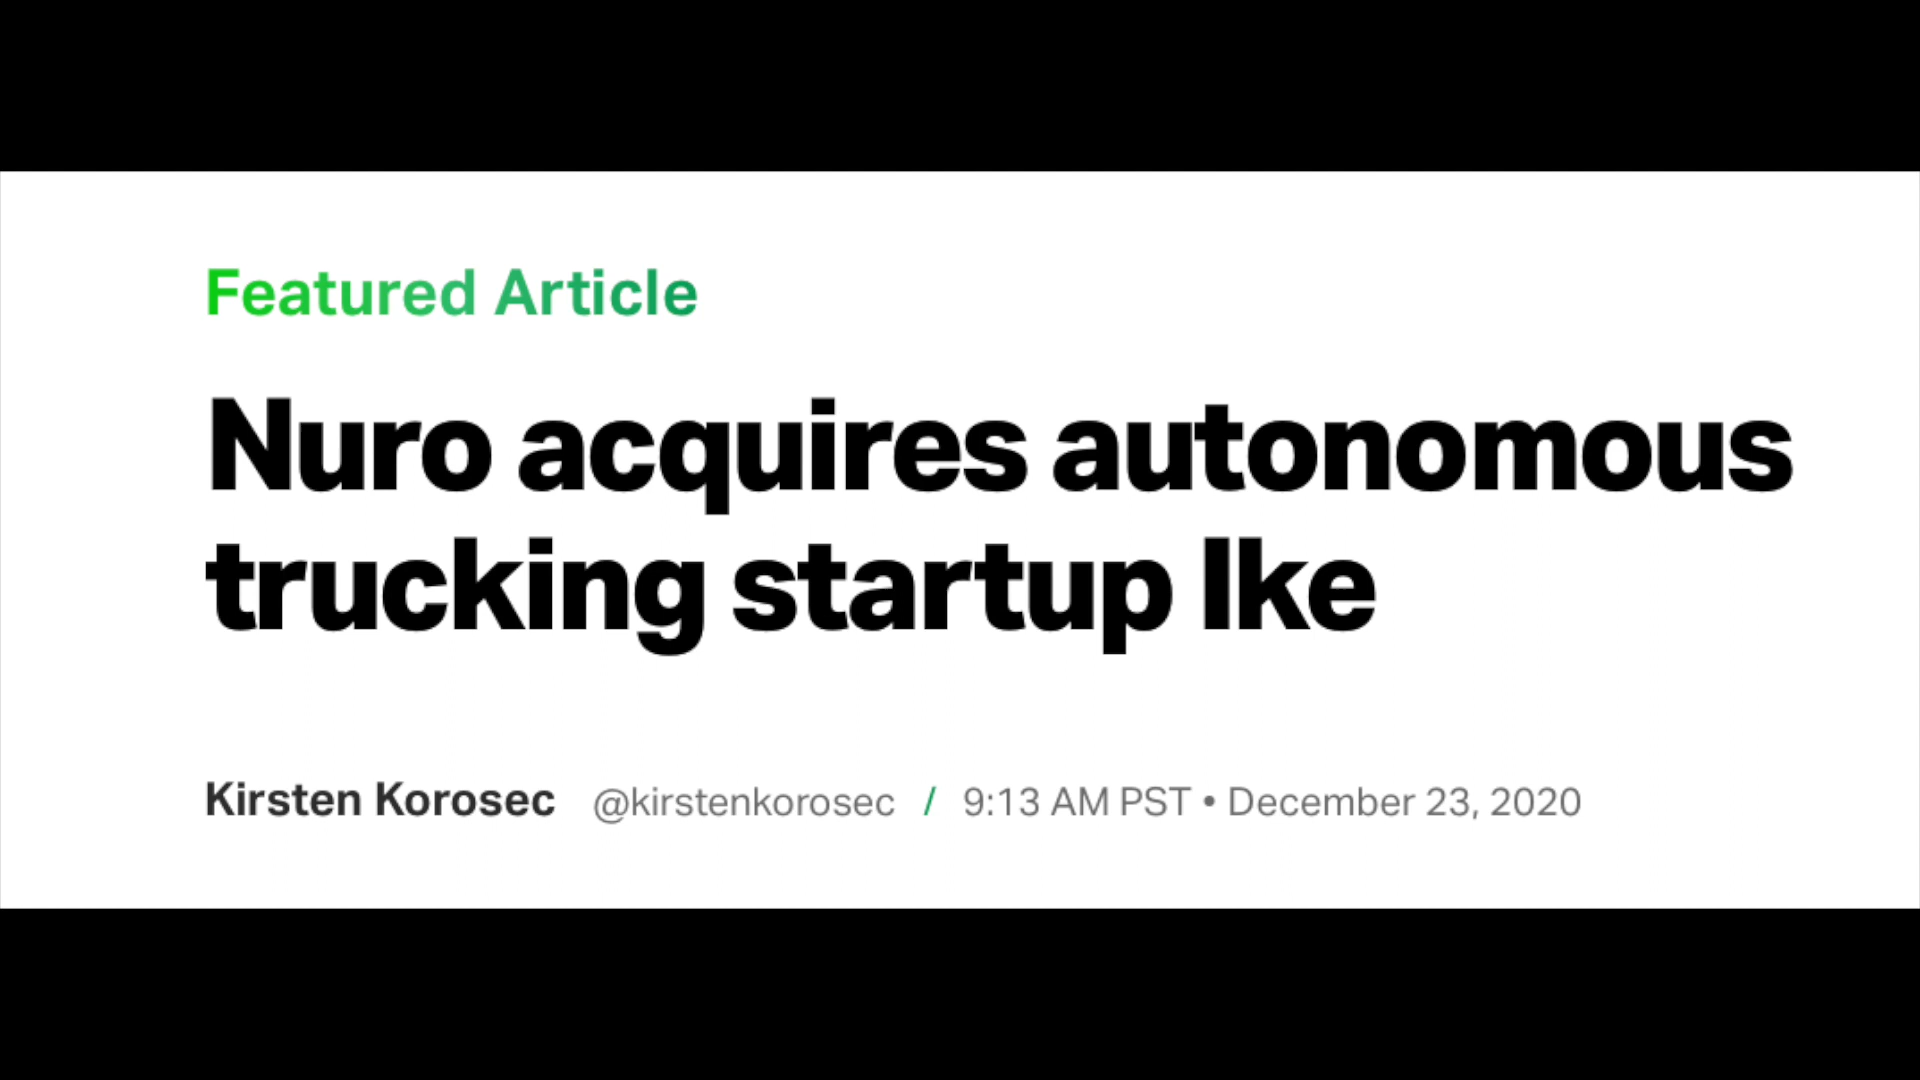 Featured Article
Nuro acquires autonomous
trucking startup Ike
Kirsten Korosec @kirstenkorosec / 9:13 AM PST • December 23, 2020